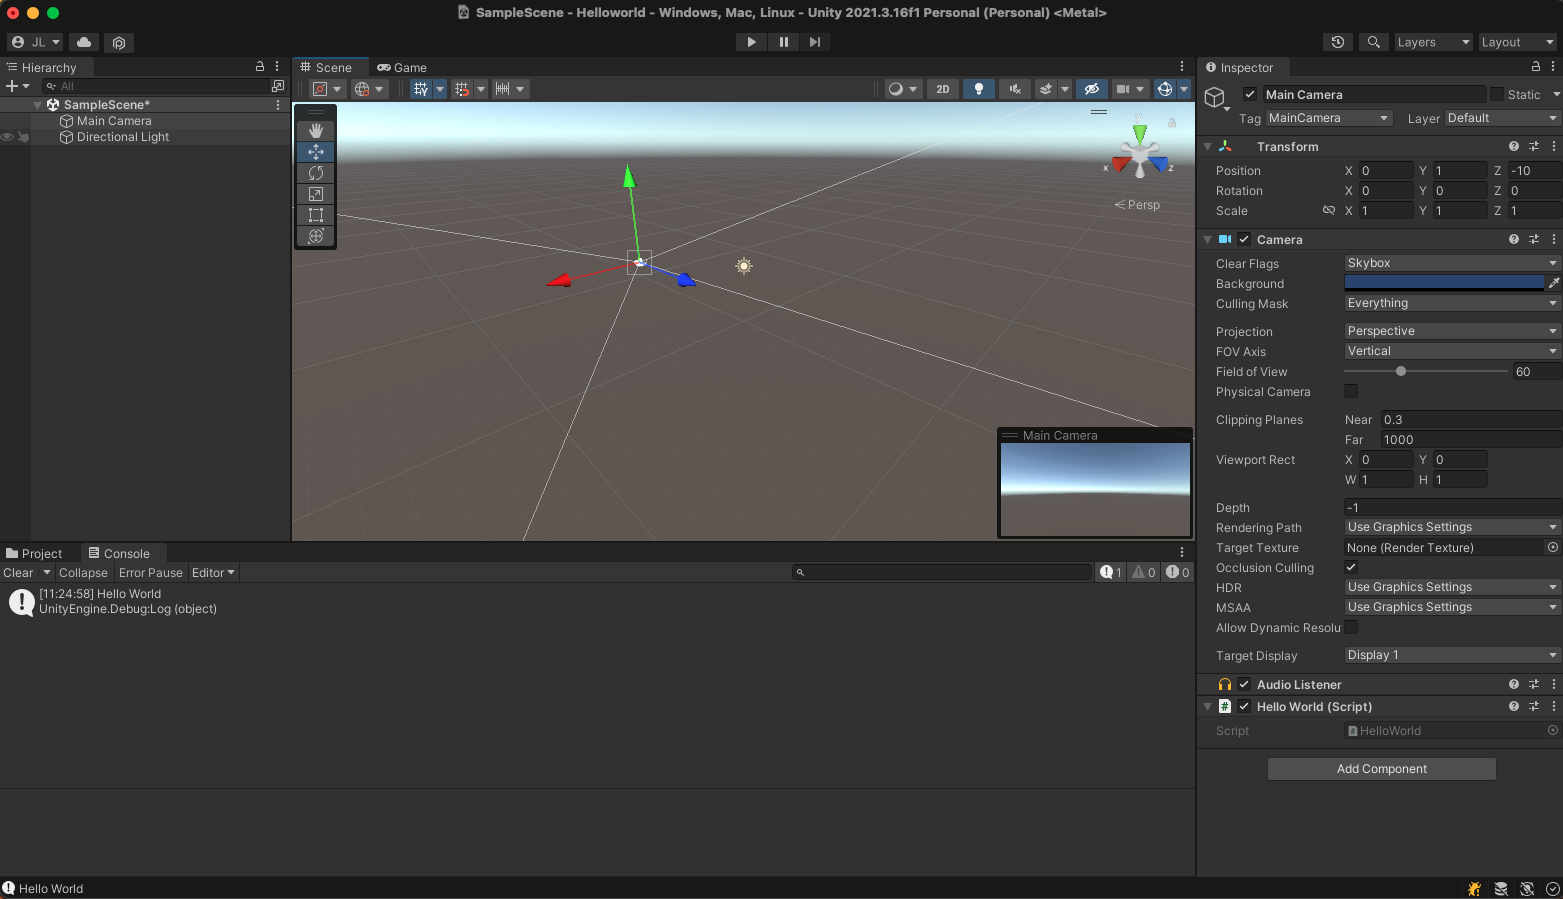 SampleScene - Helloworld - Windows, Mac, Linux - Unity 2021.3.16f1 Personal (Personal) <Metal>
JL
Layers
Layout
Hierarchy
All
SampleScene*
Main Camera
Directional Light
Scene
Game
2D
y
x
z
Persp
Main Camera
Inspector
Main Camera
Static
Tag MainCamera
Layer Default
Transform
Position X 0 Y 1 Z -10
Rotation X 0 Y 0 Z 0
Scale X 1 Y 1 Z 1
Camera
Clear Flags Skybox
Background
Culling Mask Everything
Projection Perspective
FOV Axis Vertical
Field of View 60
Physical Camera
Clipping Planes Near 0.3
Far 1000
Viewport Rect X 0 Y 0
W 1 H 1
Depth -1
Rendering Path Use Graphics Settings
Target Texture None (Render Texture)
Occlusion Culling
HDR Use Graphics Settings
MSAA Use Graphics Settings
Allow Dynamic Resolu
Target Display Display 1
Audio Listener
# Hello World (Script)
Script # HelloWorld
Add Component
Project
Console
Clear Collapse Error Pause Editor
1 0 0
[11:24:58] Hello World
UnityEngine.Debug:Log (object)
Hello World